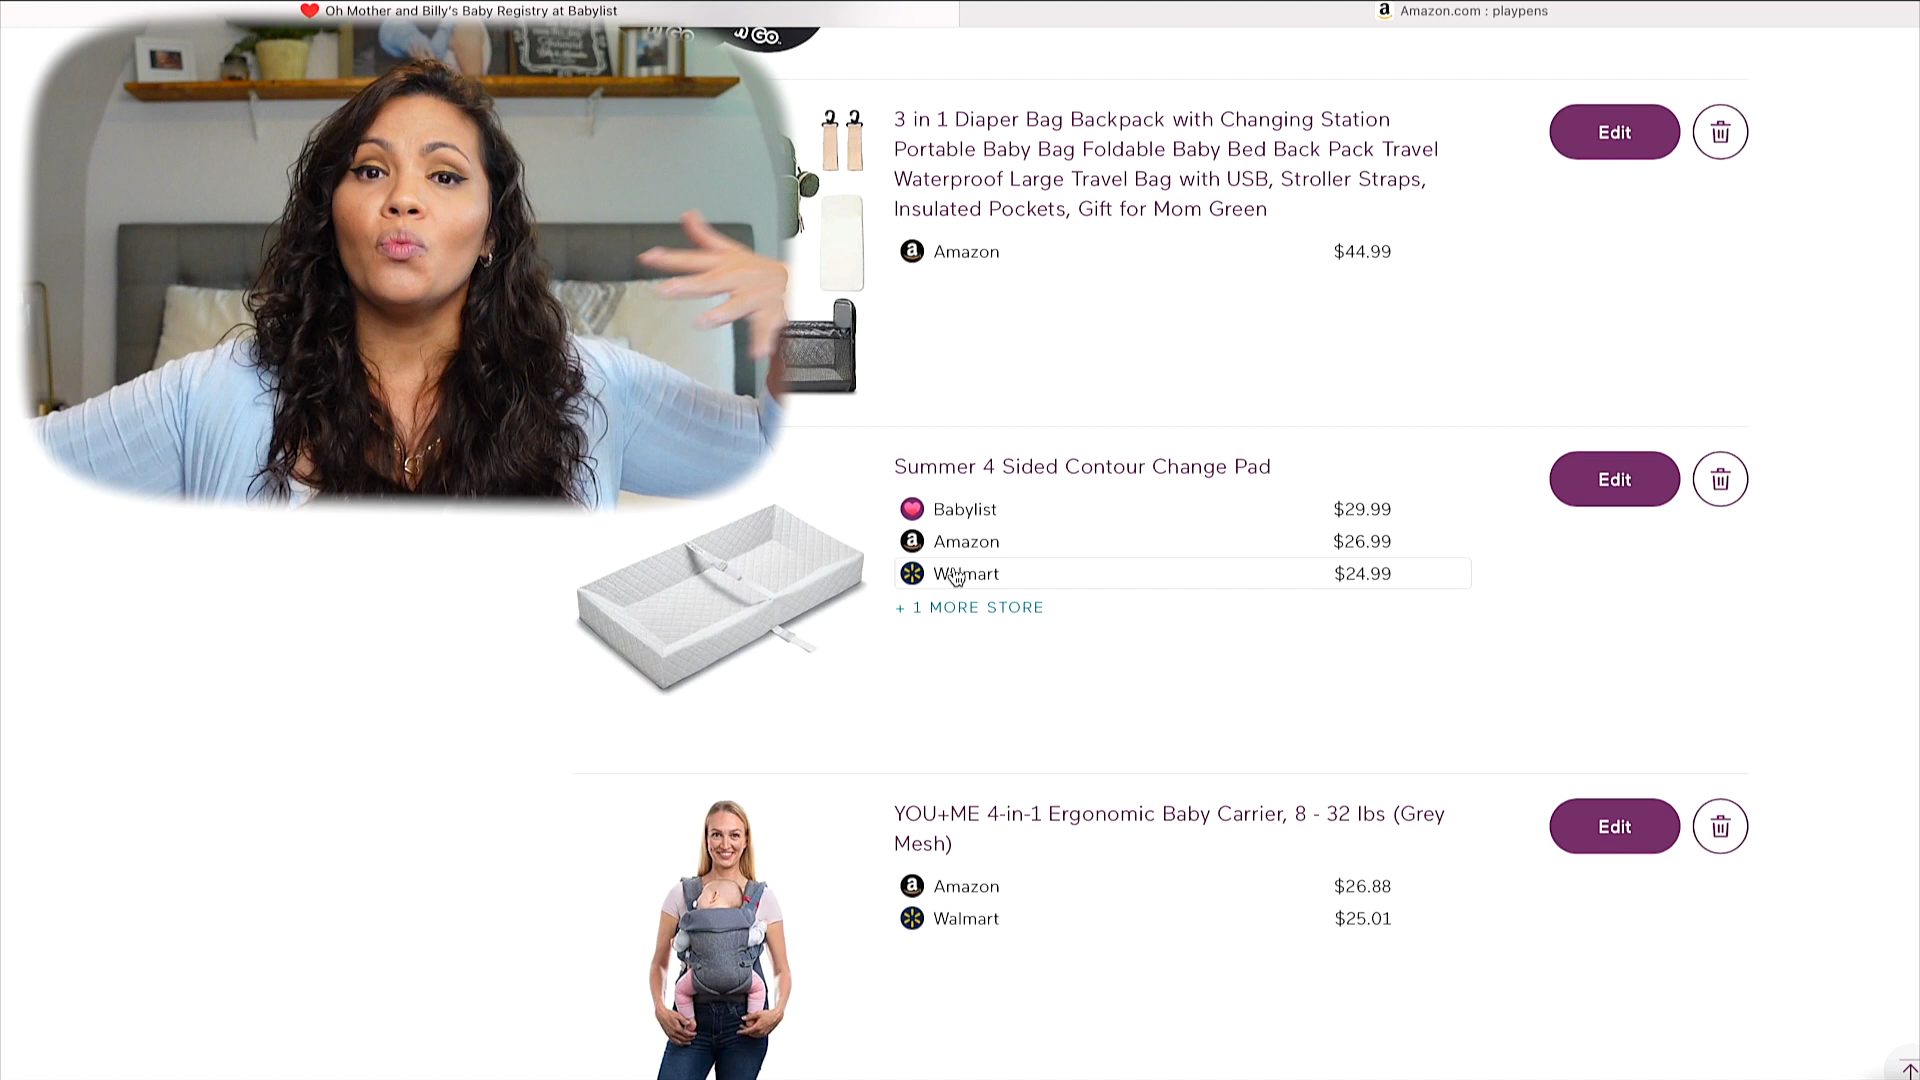 Oh Mother and Billy's Baby Registry at Babylist
Amazon.com : playpens
Go
3 in 1 Diaper Bag Backpack with Changing Station
Portable Baby Bag Foldable Baby Bed Back Pack Travel
Waterproof Large Travel Bag with USB, Stroller Straps,
Insulated Pockets, Gift for Mom Green
Amazon $44.99
Edit
Summer 4 Sided Contour Change Pad
Babylist $29.99
Amazon $26.99
Walmart $24.99
+ 1 MORE STORE
Edit
YOU+ME 4-in-1 Ergonomic Baby Carrier, 8 - 32 lbs (Grey
Mesh)
Amazon $26.88
Walmart $25.01
Edit